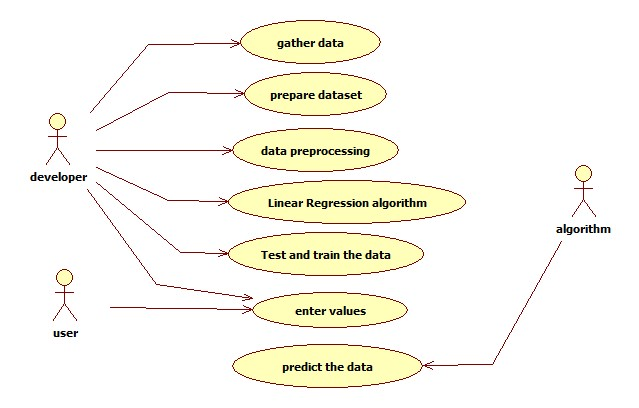 gather data
prepare dataset
data preprocessing
developer
Linear Regression algorithm
algorithm
Test and train the data
enter values
user
predict the data